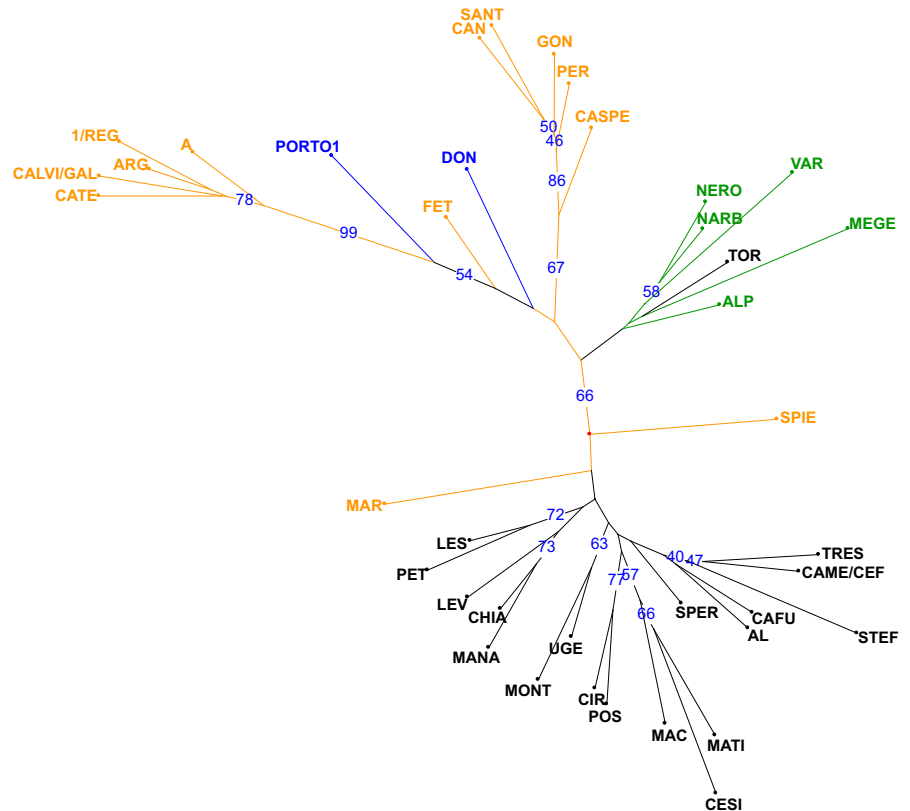 SANT
CAN
GON
PER
CASPE
50
46
1/REG
A
PORTO1
DON
VAR
ARG
CALVI/GAL
CATE
78
86
NERO
FET
NARB
MEGE
99
TOR
54
67
58
ALP
66
SPIE
MAR
72
LES
73
63
40
47
TRES
PET
CAME/CEF
77
57
LEV
CHIA
66
SPER
CAFU
AL
STEF
UGE
MANA
MONT
CIR
POS
MAC
MATI
CESI